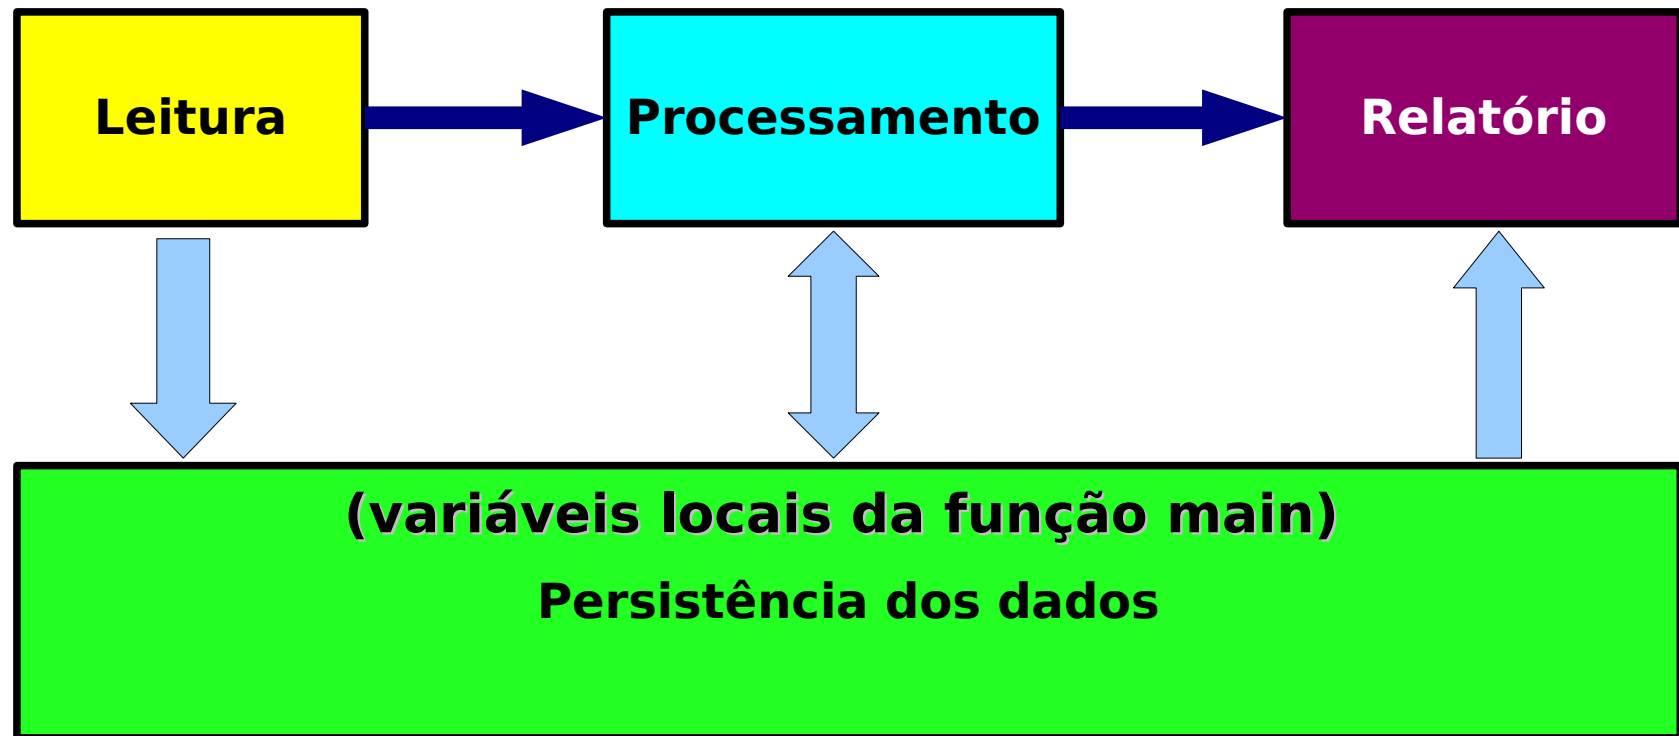 Leitura
Processamento
Relatório
(variáveis locais da função main)
Persistência dos dados